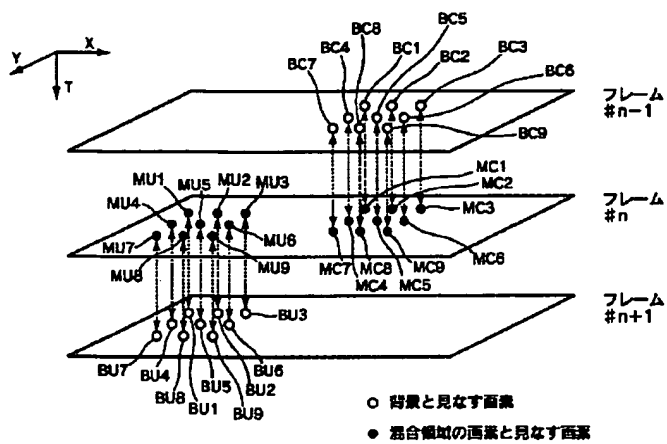 Y
X
T
BC7
BC4
BC8
BC1
BC5
BC2
BC3
BC6
BC9
フレーム
#n-1
MU7
MU4
MU1
MU5
MU2
MU3
MU8
MU9
MU6
MC1
MC2
MC3
MC7
MC4
MC8
MC5
MC9
MC6
フレーム
#n
BU7
BU4
BU8
BU1
BU5
BU9
BU2
BU6
BU3
フレーム
#n+1
○ 背景と見なす画素
● 混合領域の画素と見なす画素